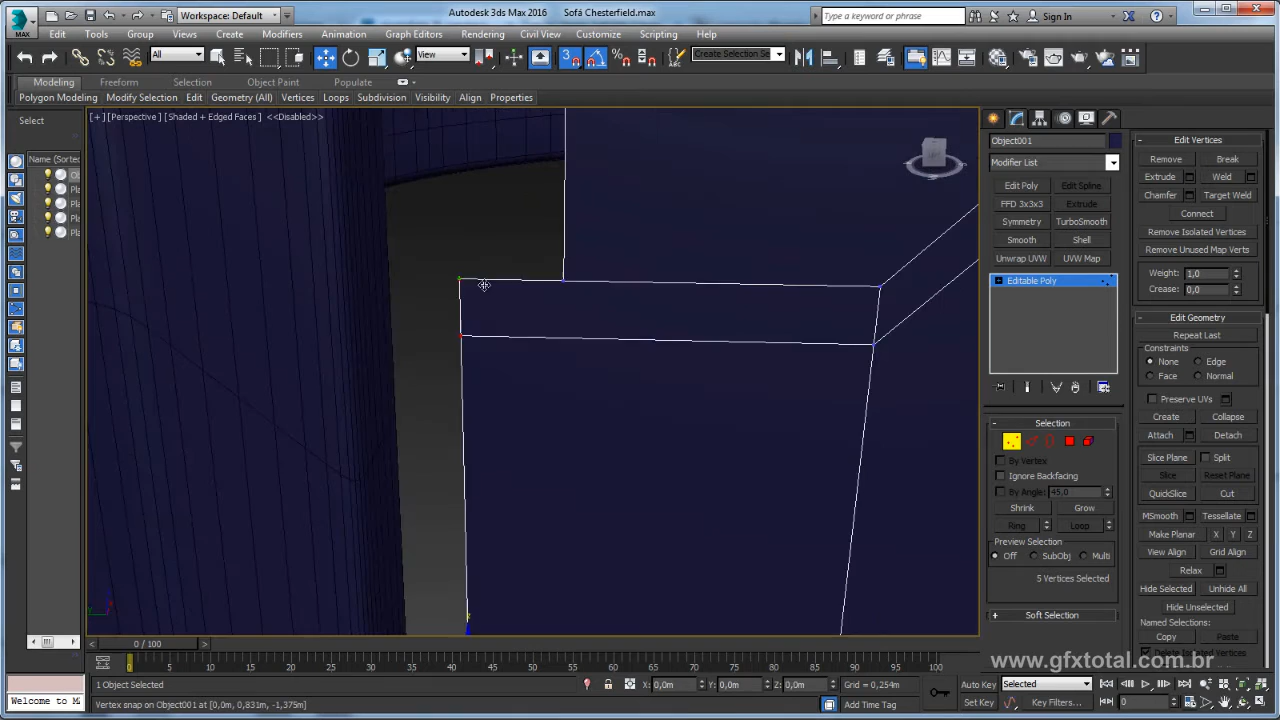 Autodesk 3ds Max 2016 Sofá Chesterfield.max
MAX Workspace: Default Type a keyword or phrase Sign In
Edit Tools Group Views Create Modifiers Animation Graph Editors Rendering Civil View Customize Scripting Help
All View 3 Create Selection Se
Modeling Freeform Selection Object Paint Populate
Polygon Modeling Modify Selection Edit Geometry (All) Vertices Loops Subdivision Visibility Align Properties
Select
Name (Sorted
Ob
Pla
Pla
Pla
Pla
[+] [Perspective] [Shaded + Edged Faces] <<Disabled>>
Object001
Modifier List
Edit Poly Edit Spline
FFD 3x3x3 Extrude
Symmetry TurboSmooth
Smooth Shell
Unwrap UVW UVW Map
Editable Poly
Selection
By Vertex
Ignore Backfacing
By Angle: 45,0
Shrink Grow
Ring Loop
Preview Selection
Off SubObj Multi
5 Vertices Selected
Soft Selection
Edit Vertices
Remove Break
Extrude Weld
Chamfer Target Weld
Connect
Remove Isolated Vertices
Remove Unused Map Verts
Weight: 1,0
Crease: 0,0
Edit Geometry
Repeat Last
Constraints
None Edge
Face Normal
Preserve UVs
Create Collapse
Attach Detach
Slice Plane Split
Slice Reset Plane
QuickSlice Cut
MSmooth Tessellate
Make Planar X Y Z
View Align Grid Align
Relax
Hide Selected Unhide All
Hide Unselected
Named Selections:
Copy Paste
Delete Isolated Vertices
0 / 100
0 5 10 15 20 25 30 35 40 45 50 55 60 65 70 75 80 85 90 95 100
www.gfxtotal.com.br
1 Object Selected X: 0,0m Y: 0,0m Z: 0,0m Grid = 0,254m Auto Key Selected
Welcome to MA Vertex snap on Object001 at [0,0m, 0,831m, -1,375m] Add Time Tag Set Key Key Filters... 0